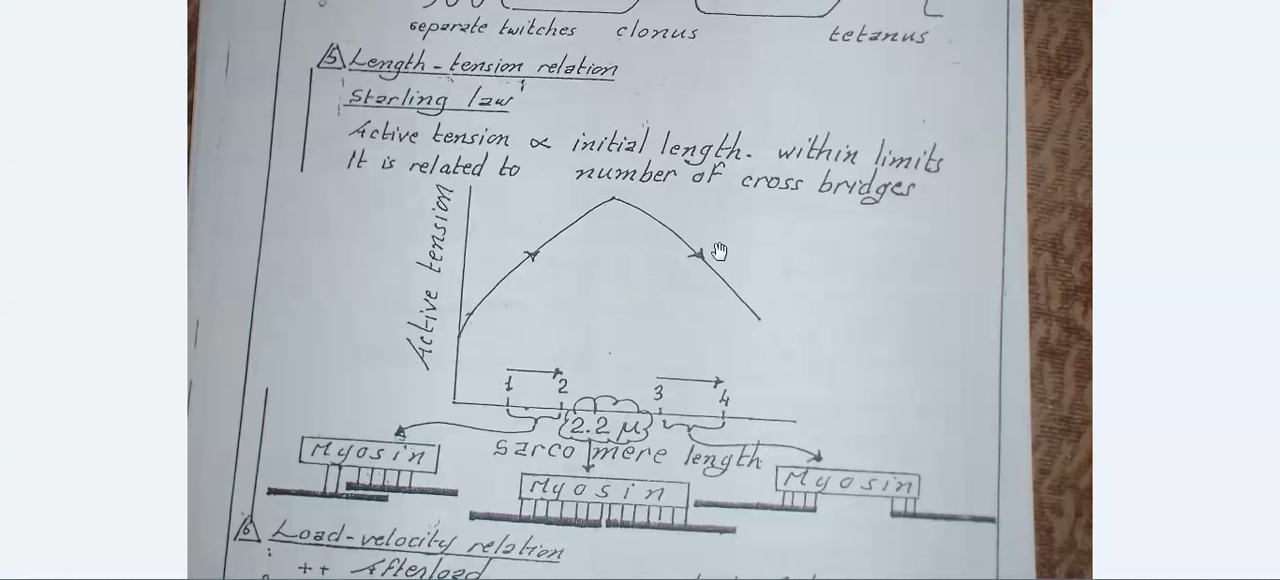 separate twitches clonus tetanus
5 Length-tension relation
Starling law
Active tension ∝ initial length. within limits
It is related to number of cross bridges
Active tension
1 2 3 4
2.2 μ
Sarcomere length
Myosin Myosin Myosin
6 Load-velocity relation
++ Afterload